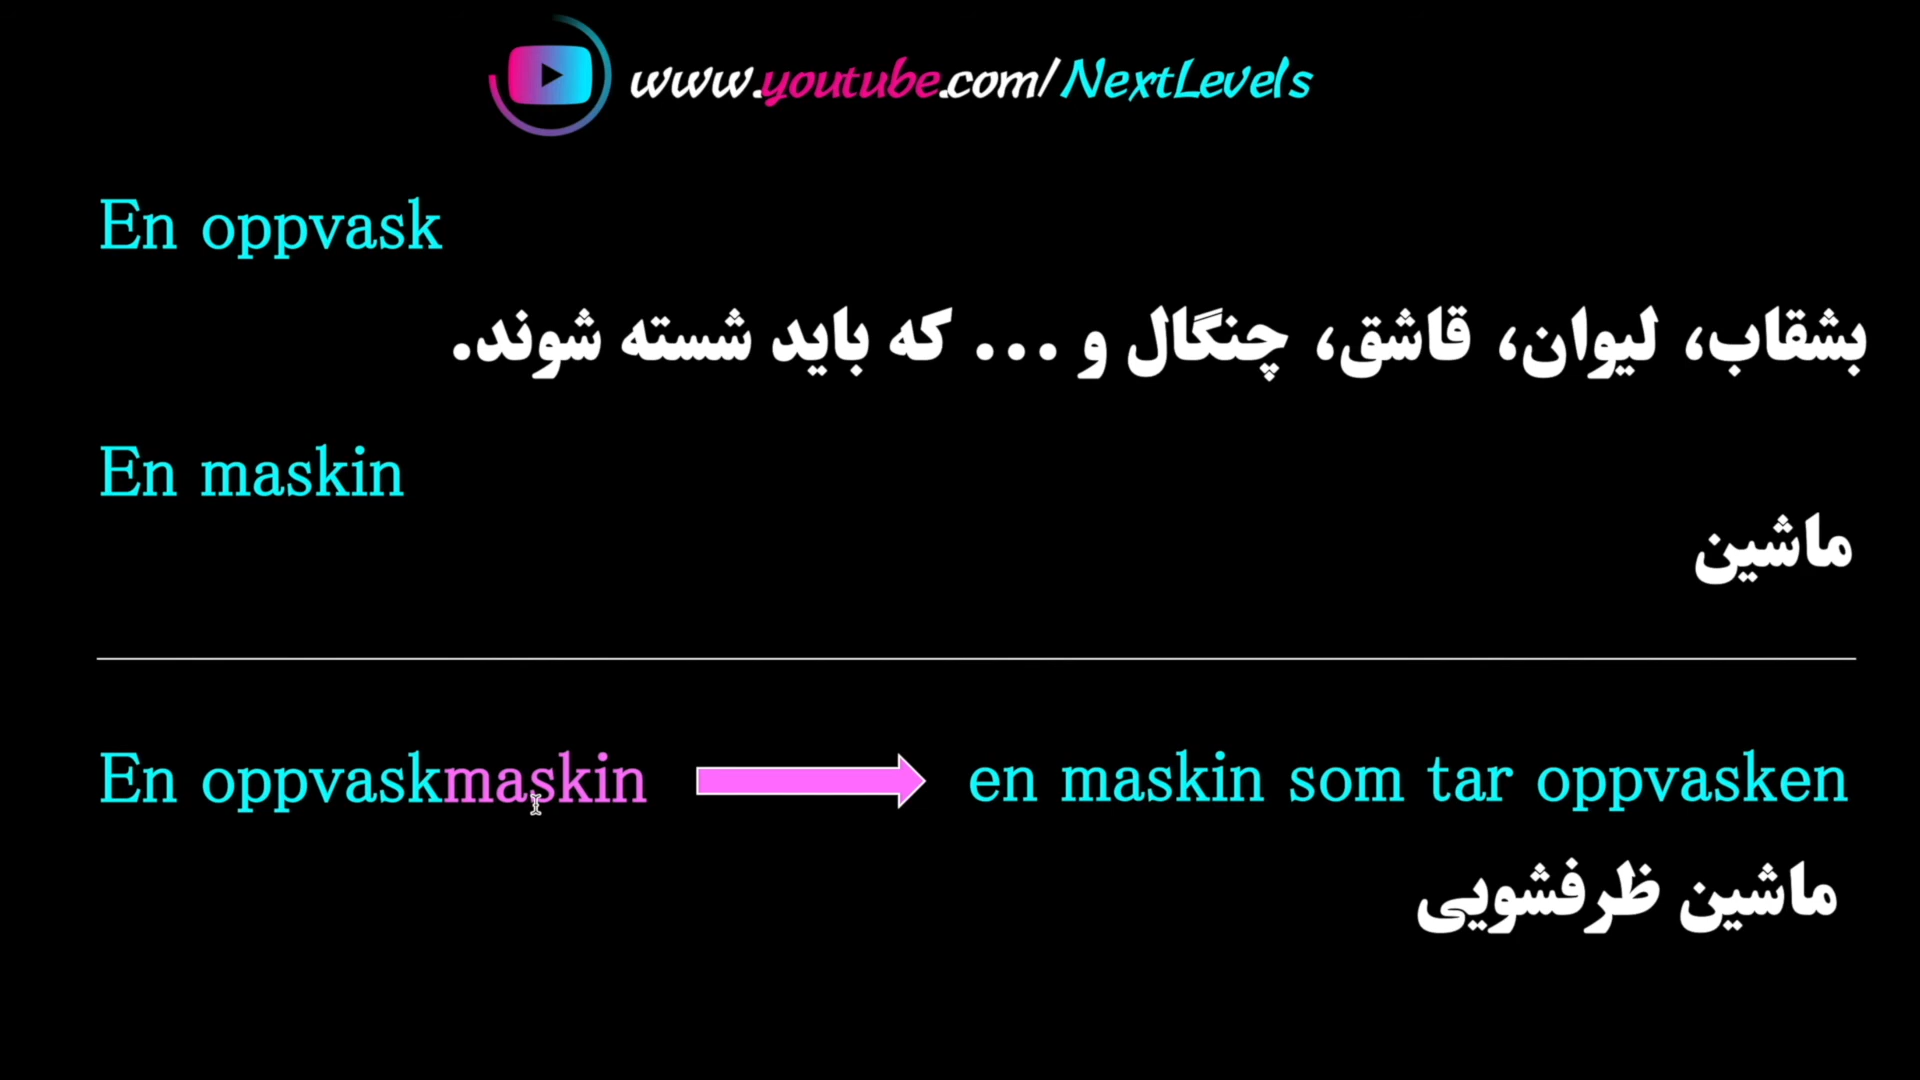 www.youtube.com/NextLevels
En oppvask
بشقاب، لیوان، قاشق، چنگال و ... که باید شسته شوند.
En maskin
ماشین
En oppvaskmaskin en maskin som tar oppvasken
ماشین ظرفشویی